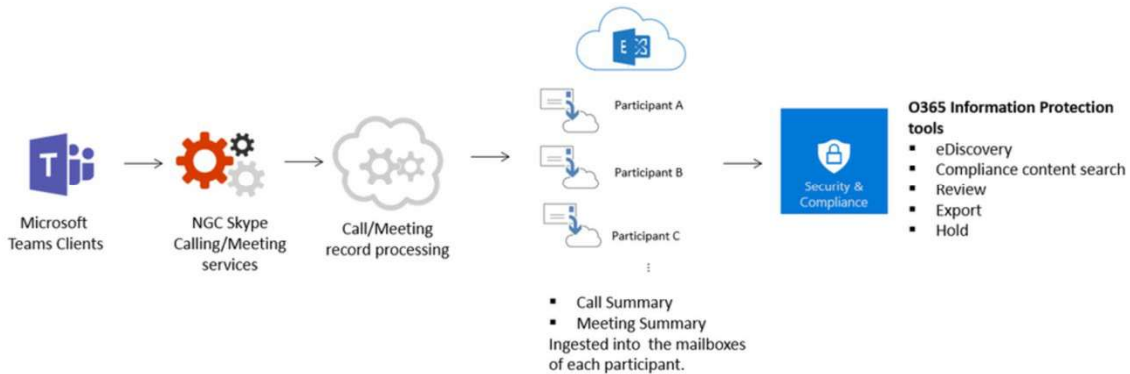 T
Microsoft
Teams Clients
NGC Skype
Calling/Meeting
services
Call/Meeting
record processing
E
Participant A
Participant B
Participant C
⁝
▪ Call Summary
▪ Meeting Summary
Ingested into the mailboxes
of each participant.
Security &
Compliance
O365 Information Protection
tools
▪ eDiscovery
▪ Compliance content search
▪ Review
▪ Export
▪ Hold